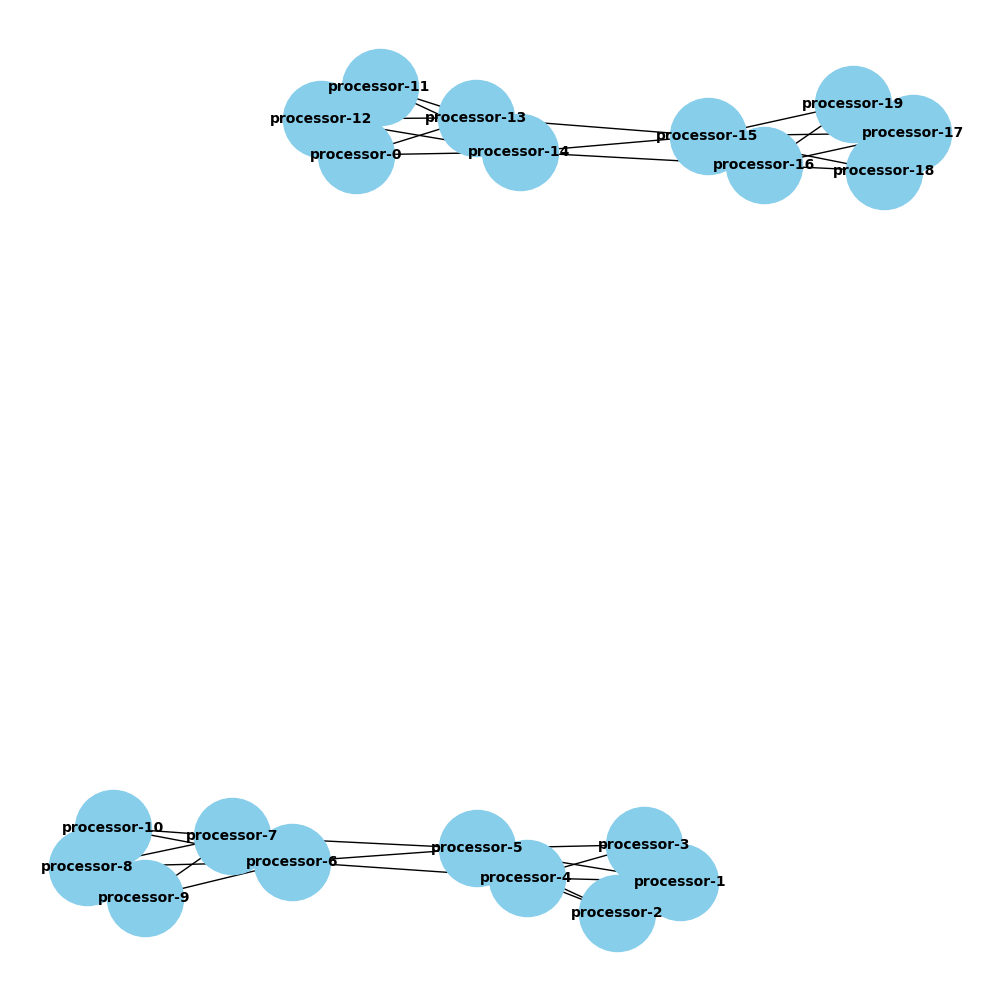 processor-11
processor-19
processor-13
processor-12
processor-17
processor-15
processor-14
processor-0
processor-16
processor-18
processor-10
processor-7
processor-3
processor-5
processor-6
processor-8
processor-4
processor-1
processor-9
processor-2